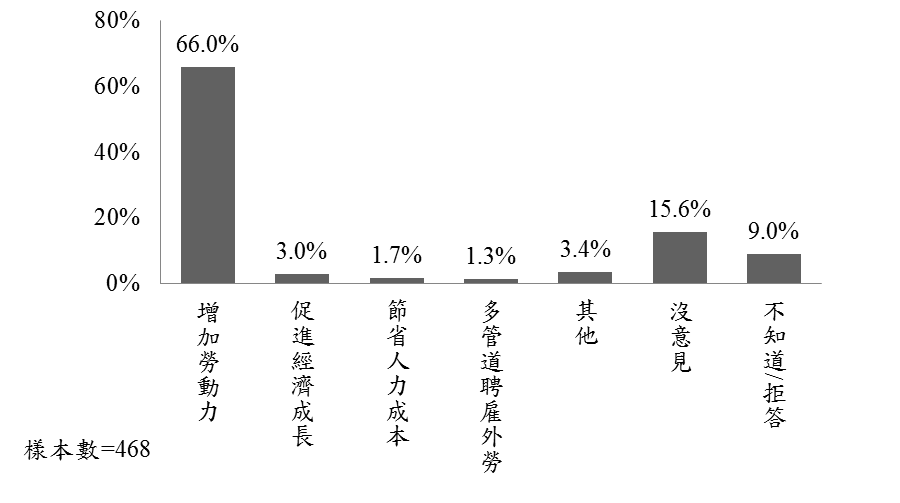 80%
60%
40%
20%
0%
66.0%
3.0%
1.7%
1.3%
3.4%
15.6%
9.0%
增加勞動力
促進經濟成長
節省人力成本
多管道聘雇外勞
其他
沒意見
不知道/拒答
樣本數=468